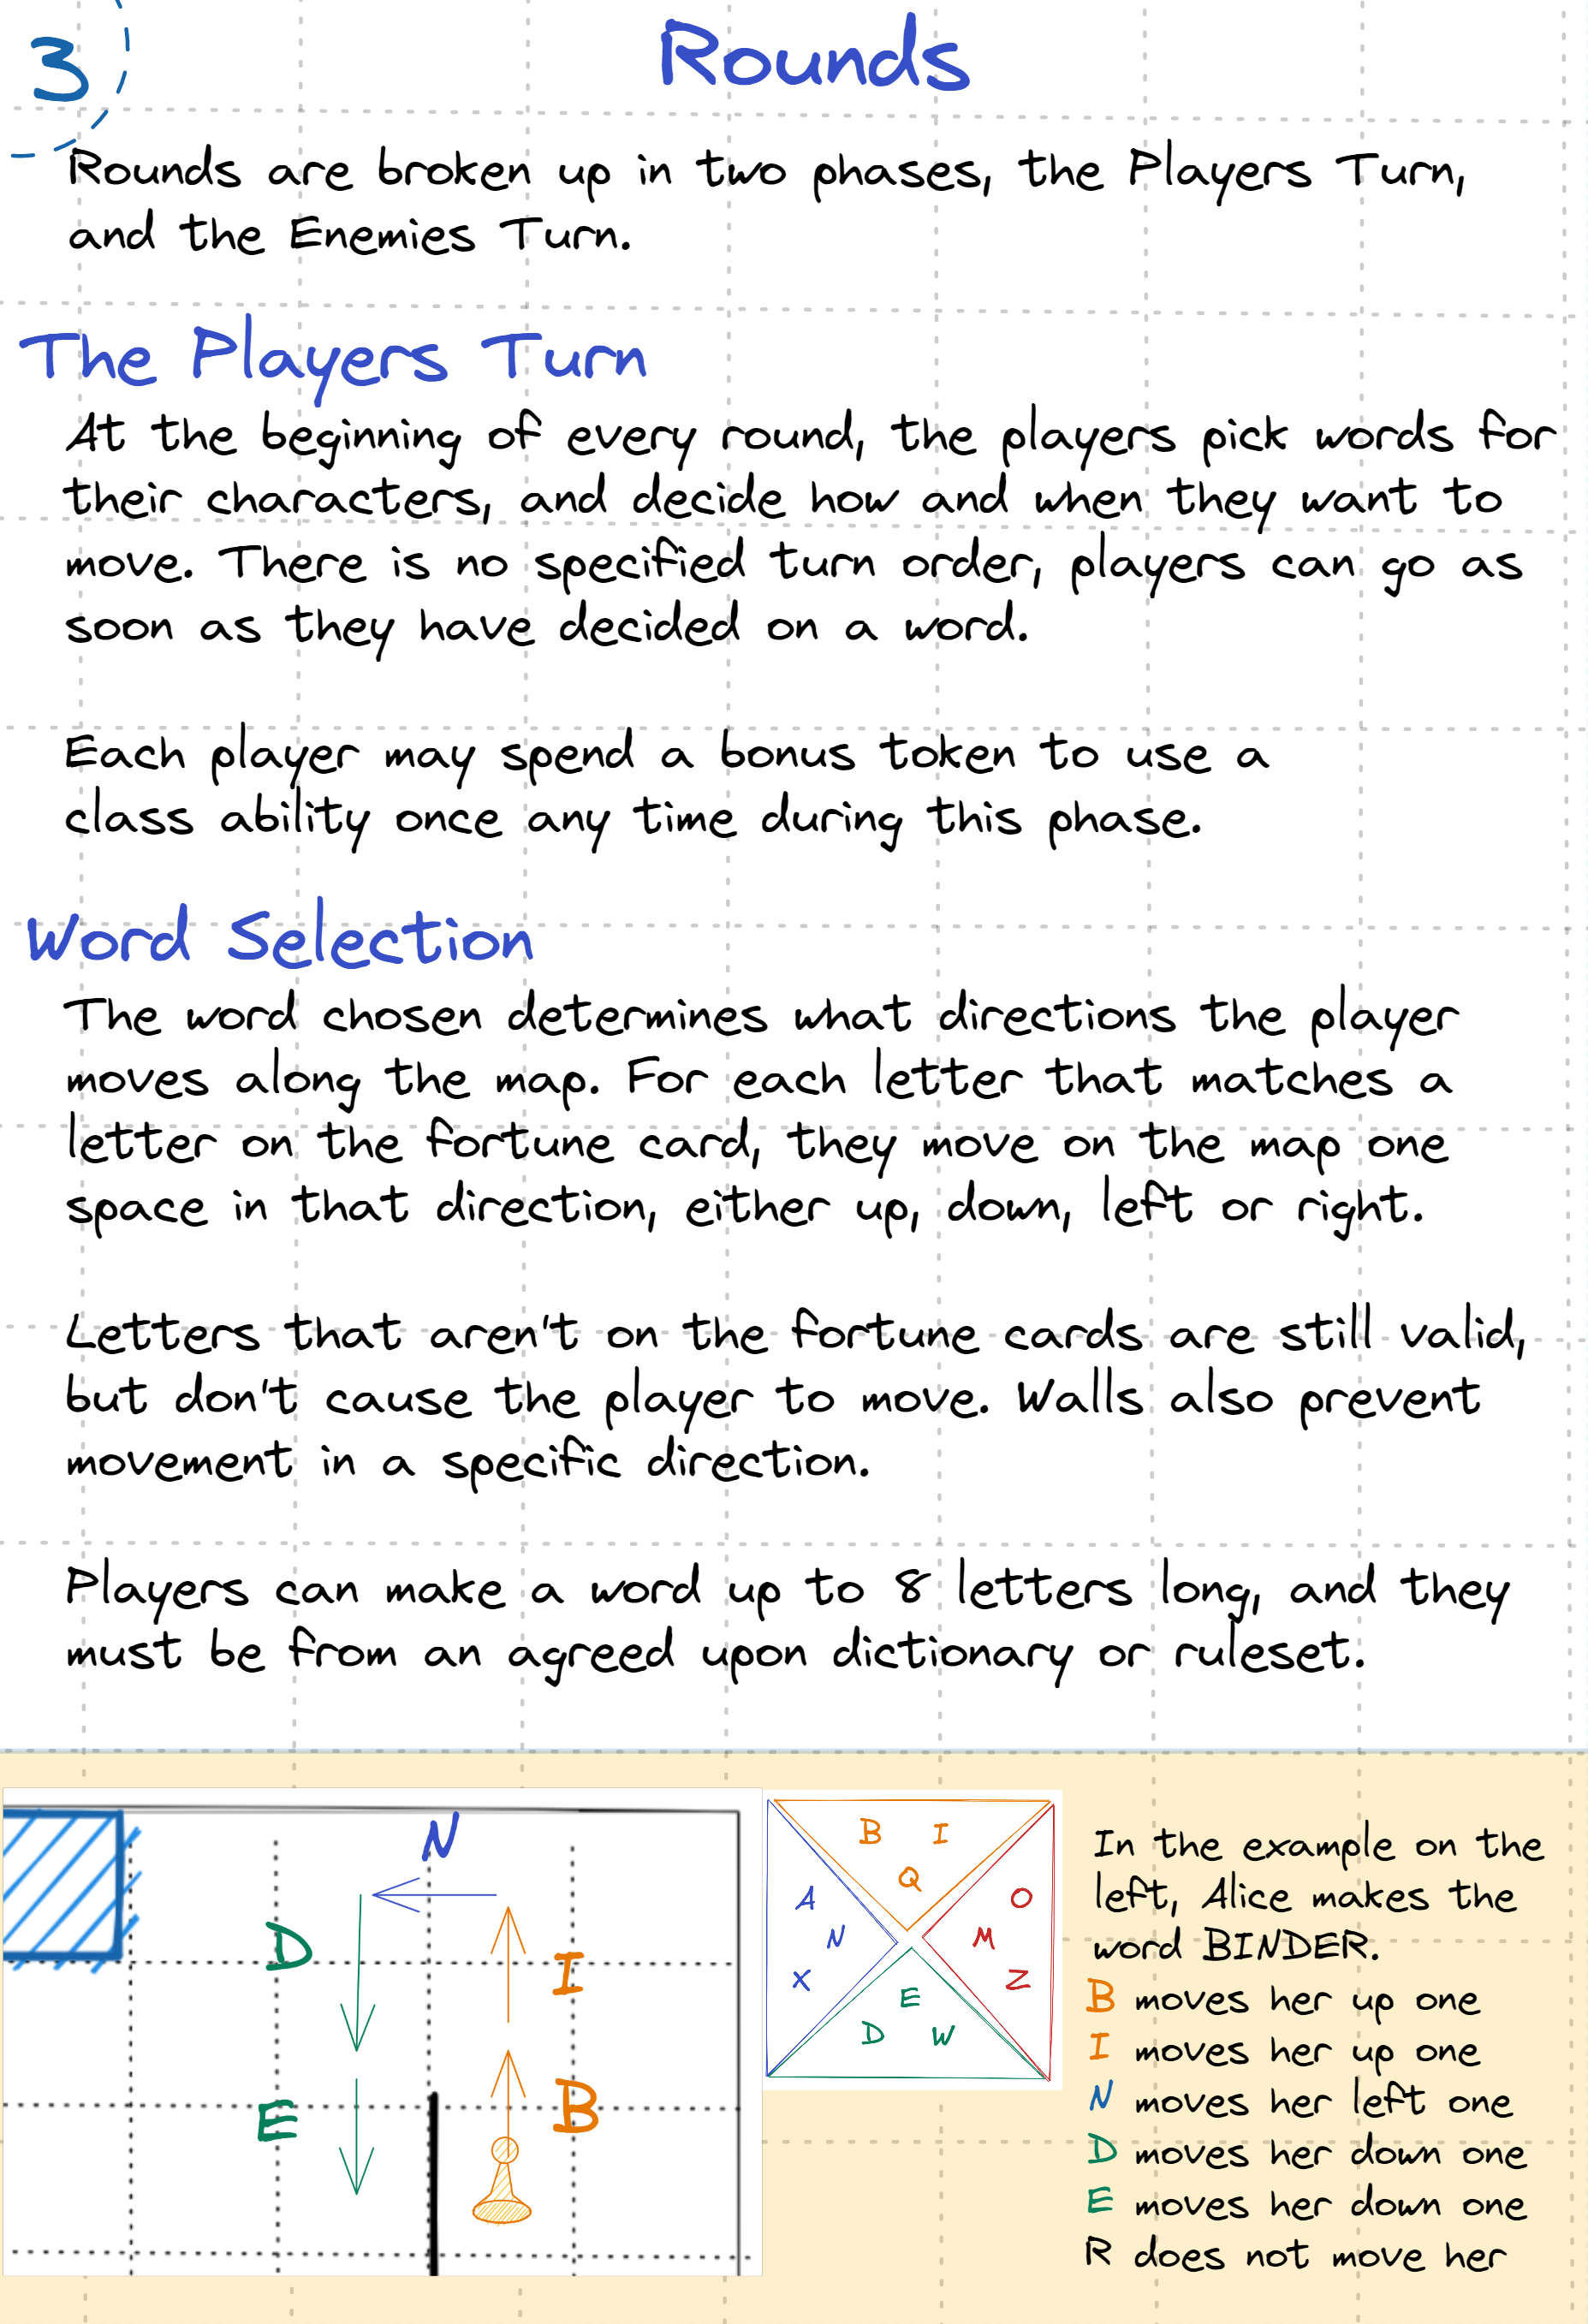 3
Rounds
Rounds are broken up in two phases, the Players Turn,
and the Enemies Turn.
The Players Turn
At the beginning of every round, the players pick words for
their characters, and decide how and when they want to
move. There is no specified turn order, players can go as
soon as they have decided on a word.
Each player may spend a bonus token to use a
class ability once any time during this phase.
Word Selection
The word chosen determines what directions the player
moves along the map. For each letter that matches a
letter on the fortune card, they move on the map one
space in that direction, either up, down, left or right.
Letters that aren't on the fortune cards are still valid,
but don't cause the player to move. Walls also prevent
movement in a specific direction.
Players can make a word up to 8 letters long, and they
must be from an agreed upon dictionary or ruleset.
N
D
I
E
B
B I
Q
A
N
X
O
M
Z
E
D W
In the example on the
left, Alice makes the
word BINDER.
B moves her up one
I moves her up one
N moves her left one
D moves her down one
E moves her down one
R does not move her